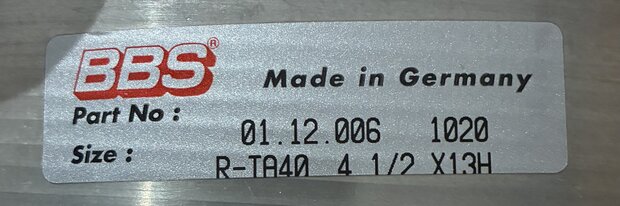 BBS® Made in Germany
Part No : 01.12.006 1020
Size : R-TA40 4 1/2 X13H